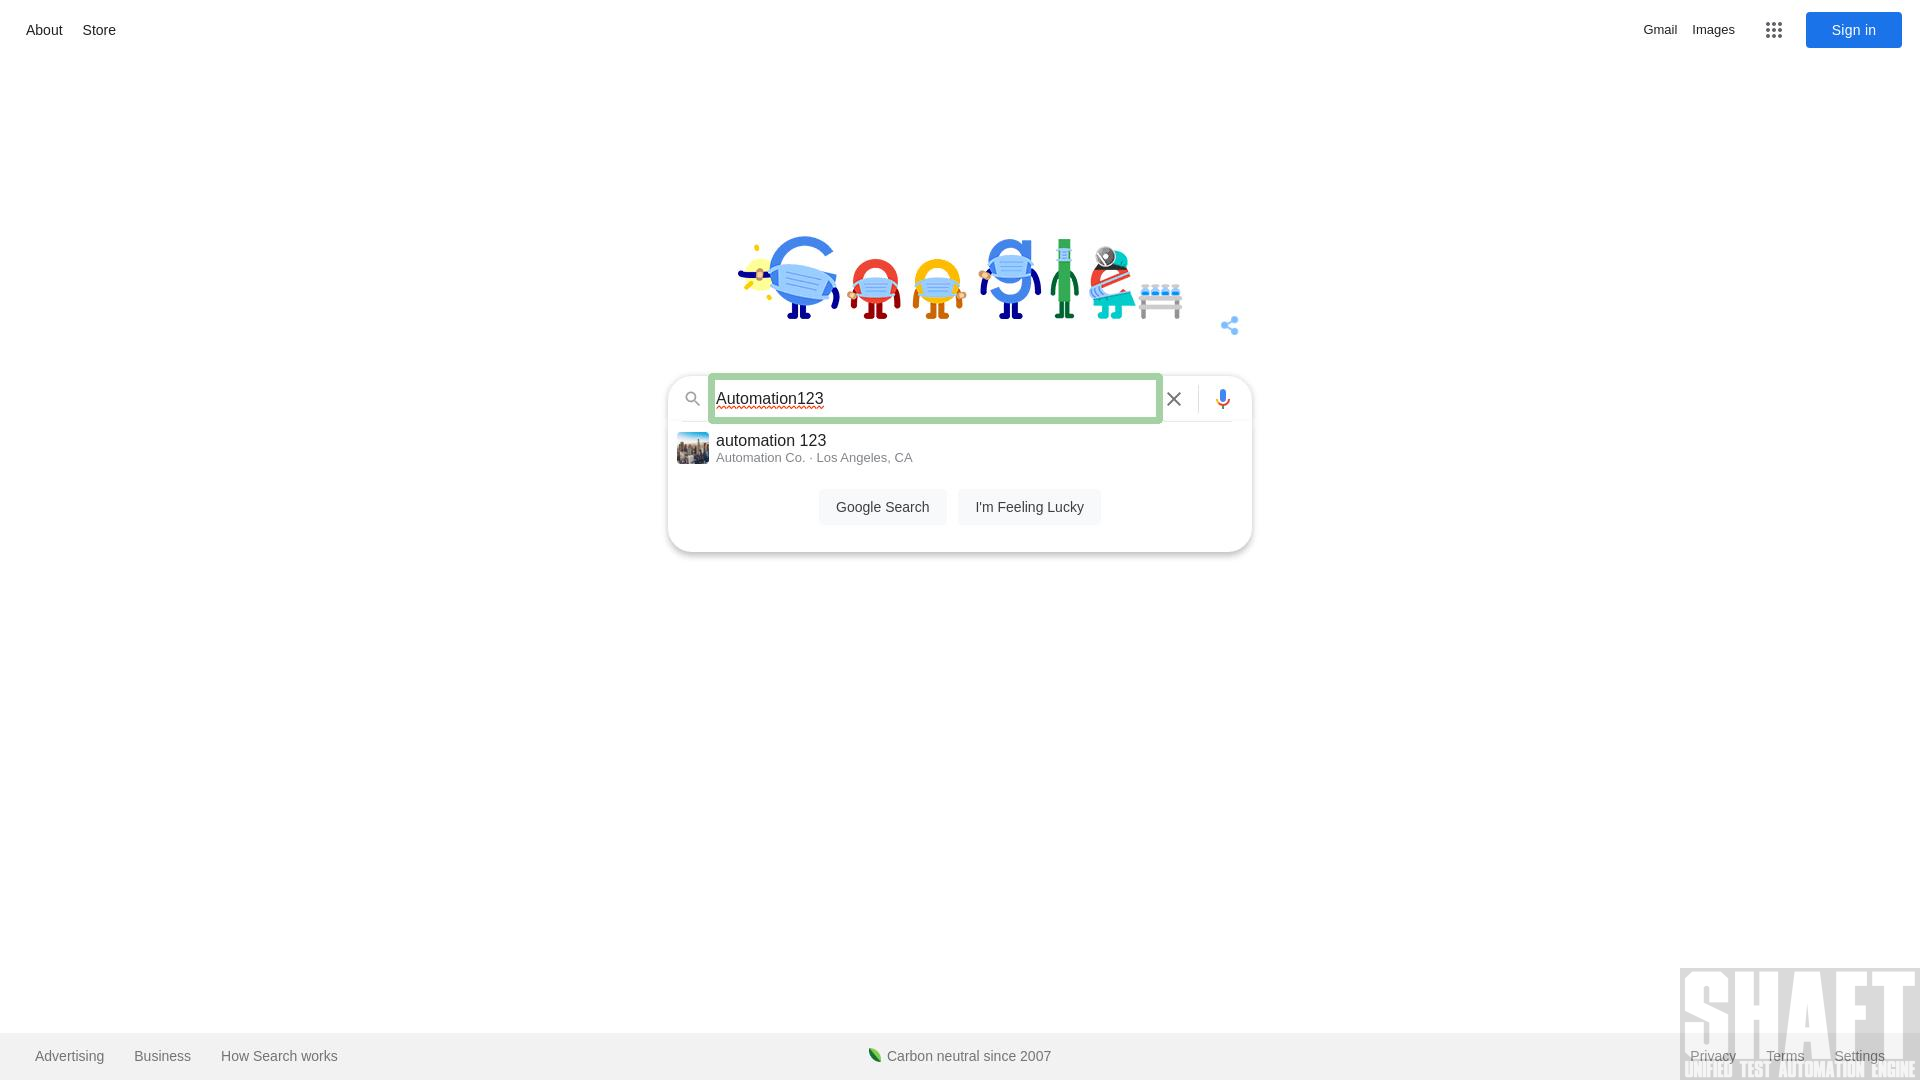 About Store Gmail Images Sign in
Google
Automation123
automation 123
Automation Co. · Los Angeles, CA
Google Search I'm Feeling Lucky
Advertising Business How Search works Carbon neutral since 2007 Privacy Terms Settings
SHAFT
UNIFIED TEST AUTOMATION ENGINE